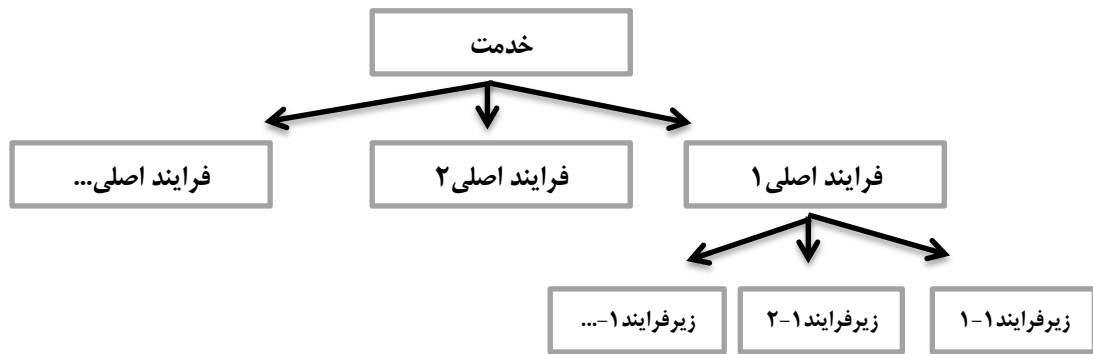 خدمت
فرایند اصلی۱
فرایند اصلی۲
فرایند اصلی...
زیرفرایند۱-۱
زیرفرایند۱-۲
زیرفرایند۱-...